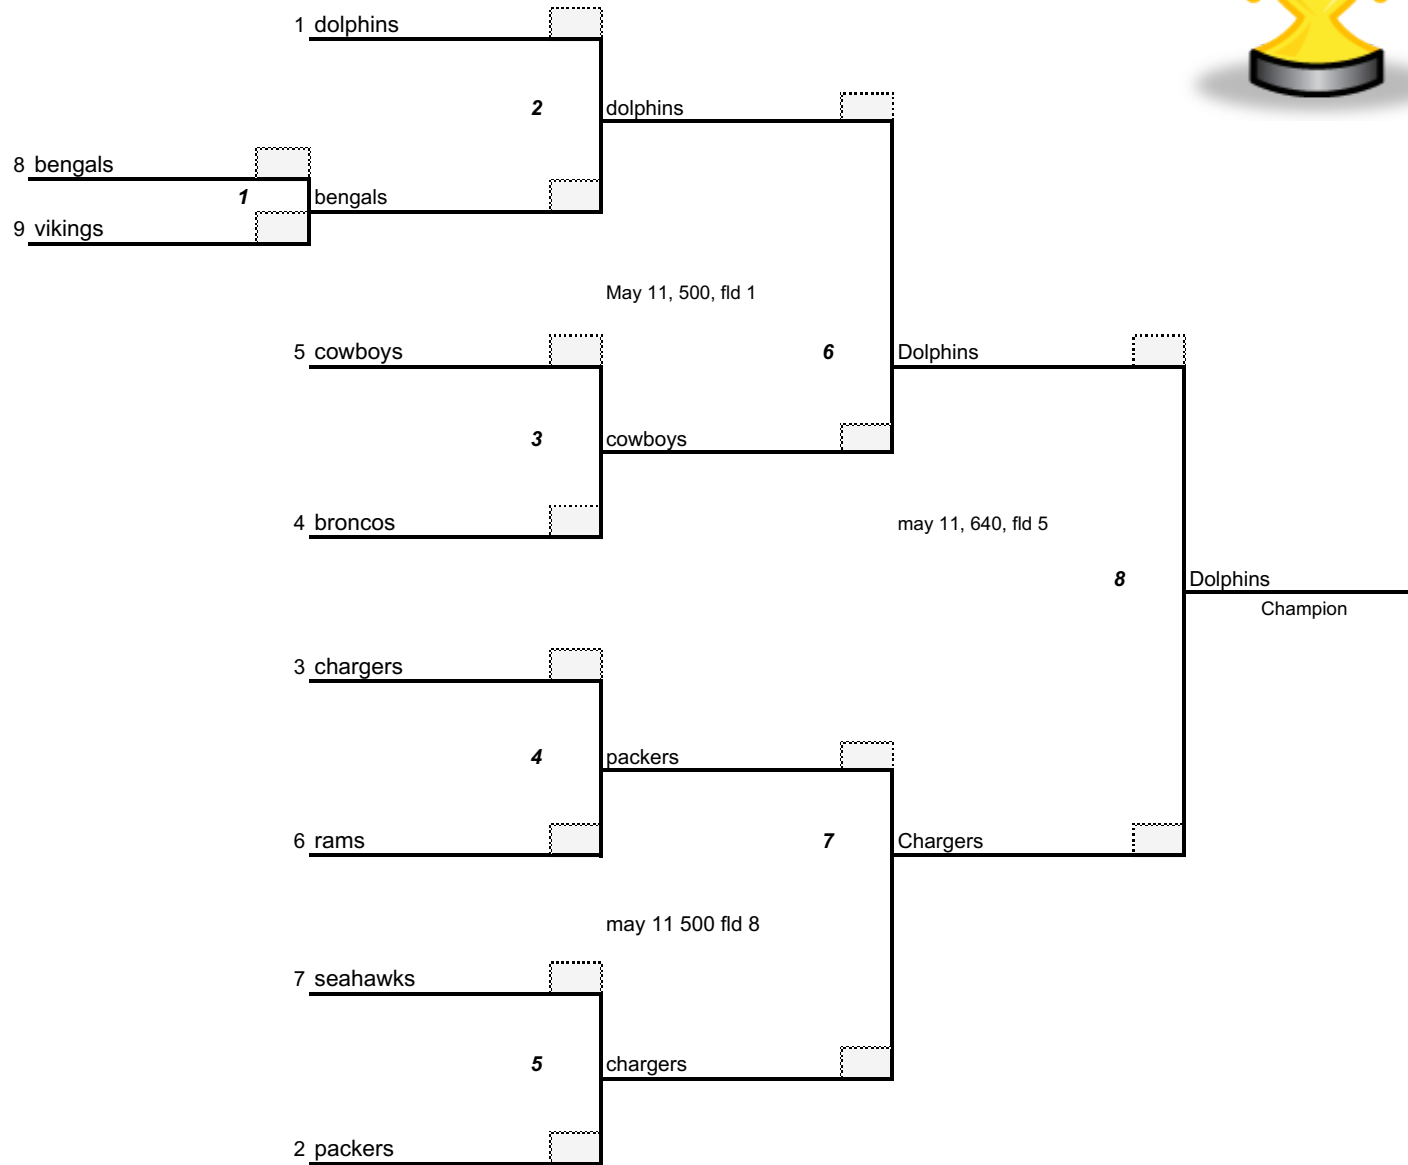 1 dolphins
2 dolphins
8 bengals
1 bengals
9 vikings
May 11, 500, fld 1
5 cowboys
6 Dolphins
3 cowboys
4 broncos
may 11, 640, fld 5
8 Dolphins
Champion
3 chargers
4 packers
6 rams
7 Chargers
may 11 500 fld 8
7 seahawks
5 chargers
2 packers